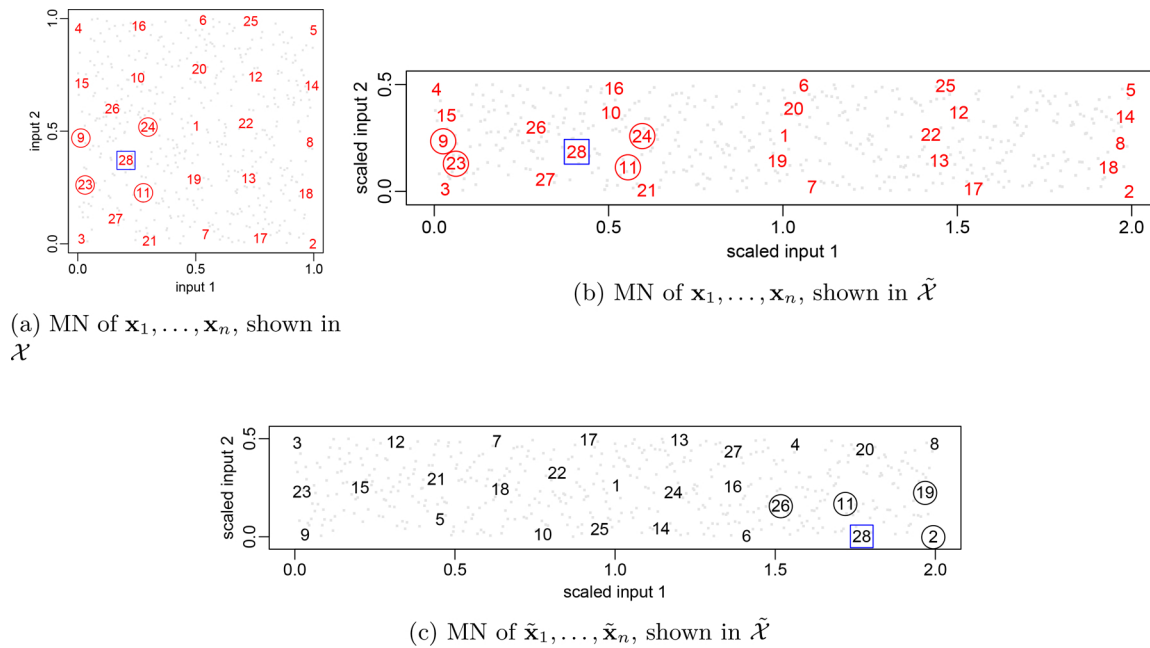 1.0
4 16 6 25 5
20
15 10 12 14
26
input 2
0.5
9 24 1 22 8
28
23 11 19 13 18
27
0.0
3 21 7 17 2
0.0 0.5 1.0
input 1
(a) MN of x₁, . . . , xₙ, shown in
𝒳
scaled input 2
0.5
4 16 6 25 5
15 10 20 12 14
26
9 24 1 22 8
28
23 11 19 13 18
27
0.0
3 21 7 17 2
0.0 0.5 1.0 1.5 2.0
scaled input 1
(b) MN of x₁, . . . , xₙ, shown in 𝒳̃
scaled input 2
0.5
3 12 7 17 13 27 4 20 8
23 15 22 22 18 1 24 16 19
26 11
5
0.0
9 10 25 14 6 28 2
0.0 0.5 1.0 1.5 2.0
scaled input 1
(c) MN of x̃₁, . . . , x̃ₙ, shown in 𝒳̃